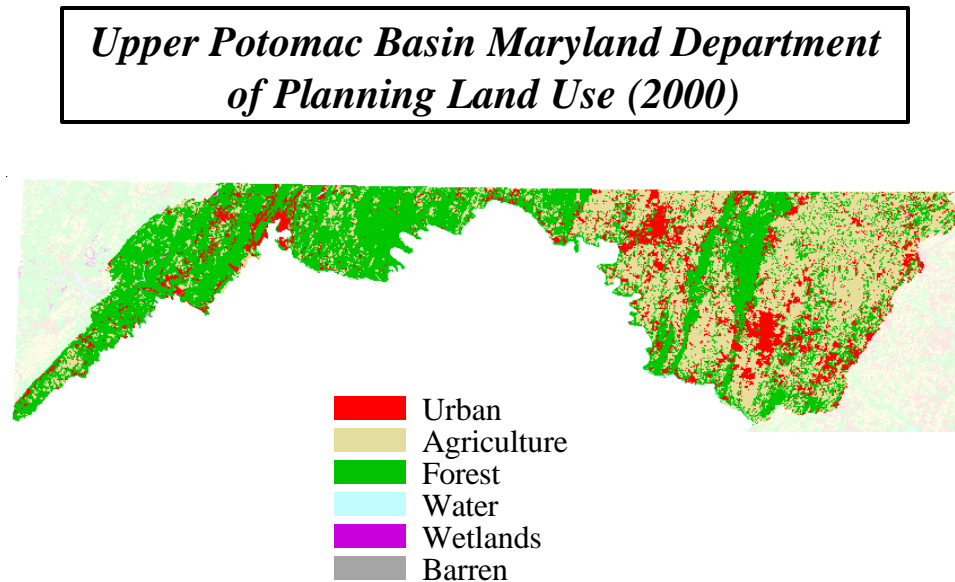 Upper Potomac Basin Maryland Department
of Planning Land Use (2000)
Urban
Agriculture
Forest
Water
Wetlands
Barren